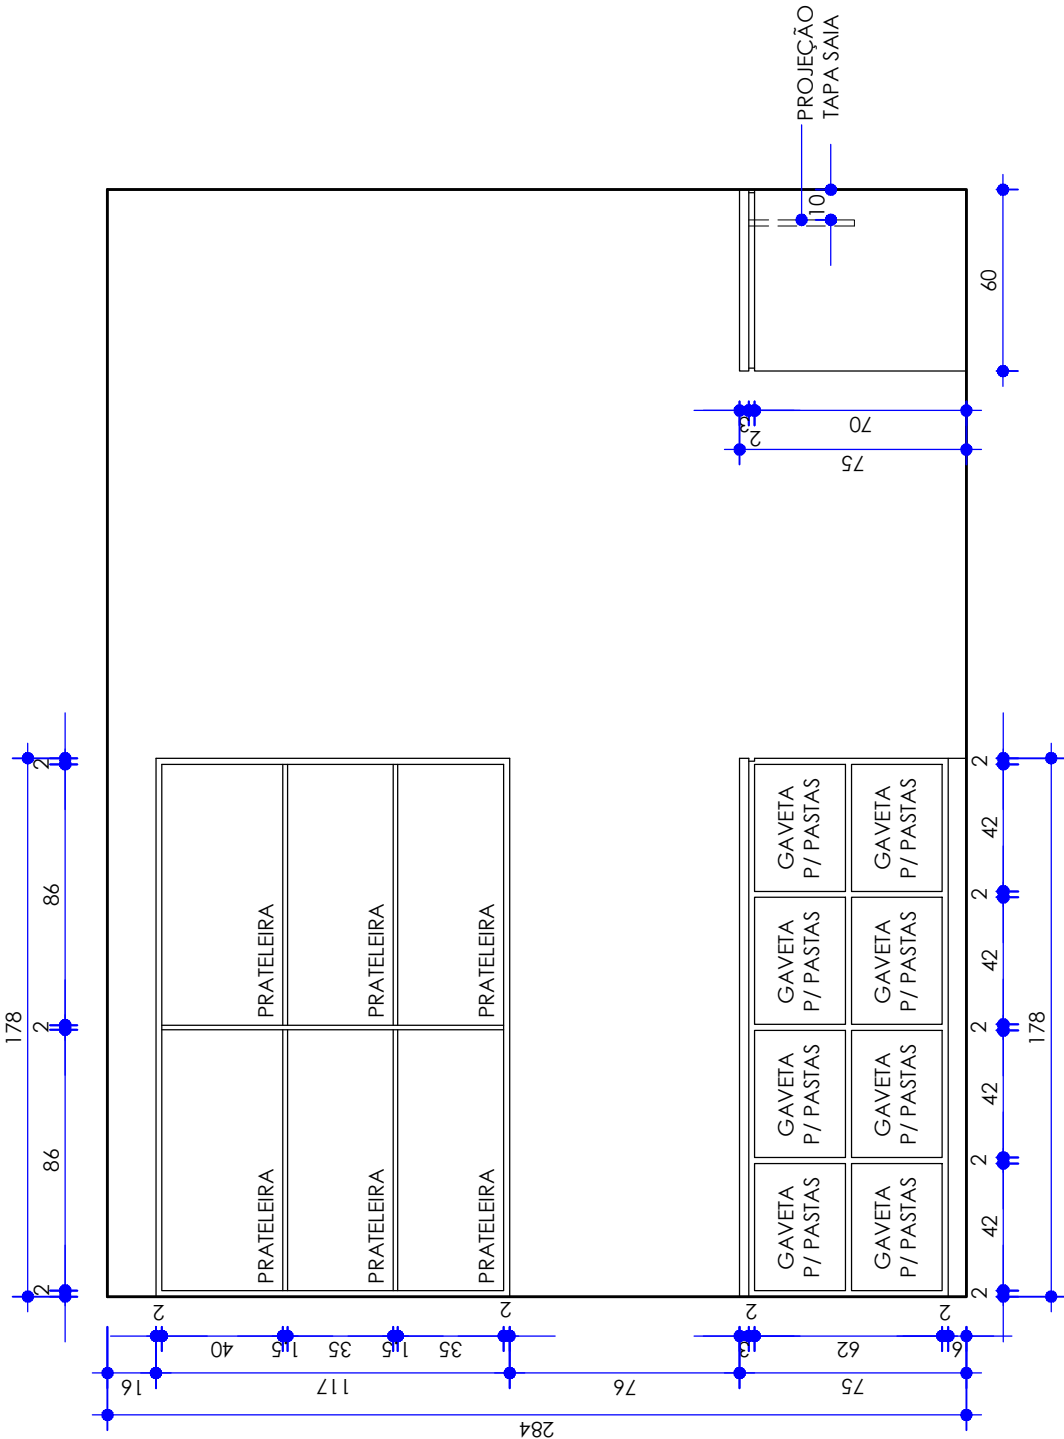 178
2
86
2
86
2
284
16
117
76
75
2
40
1,5
35
1,5
35
2
3
2
62
2
6
PRATELEIRA
PRATELEIRA
PRATELEIRA
PRATELEIRA
PRATELEIRA
PRATELEIRA
GAVETA
P/ PASTAS
GAVETA
P/ PASTAS
GAVETA
P/ PASTAS
GAVETA
P/ PASTAS
GAVETA
P/ PASTAS
GAVETA
P/ PASTAS
GAVETA
P/ PASTAS
GAVETA
P/ PASTAS
2
42
2
42
2
42
2
42
2
178
75
3
2
70
10
PROJEÇÃO
TAPA SAIA
60